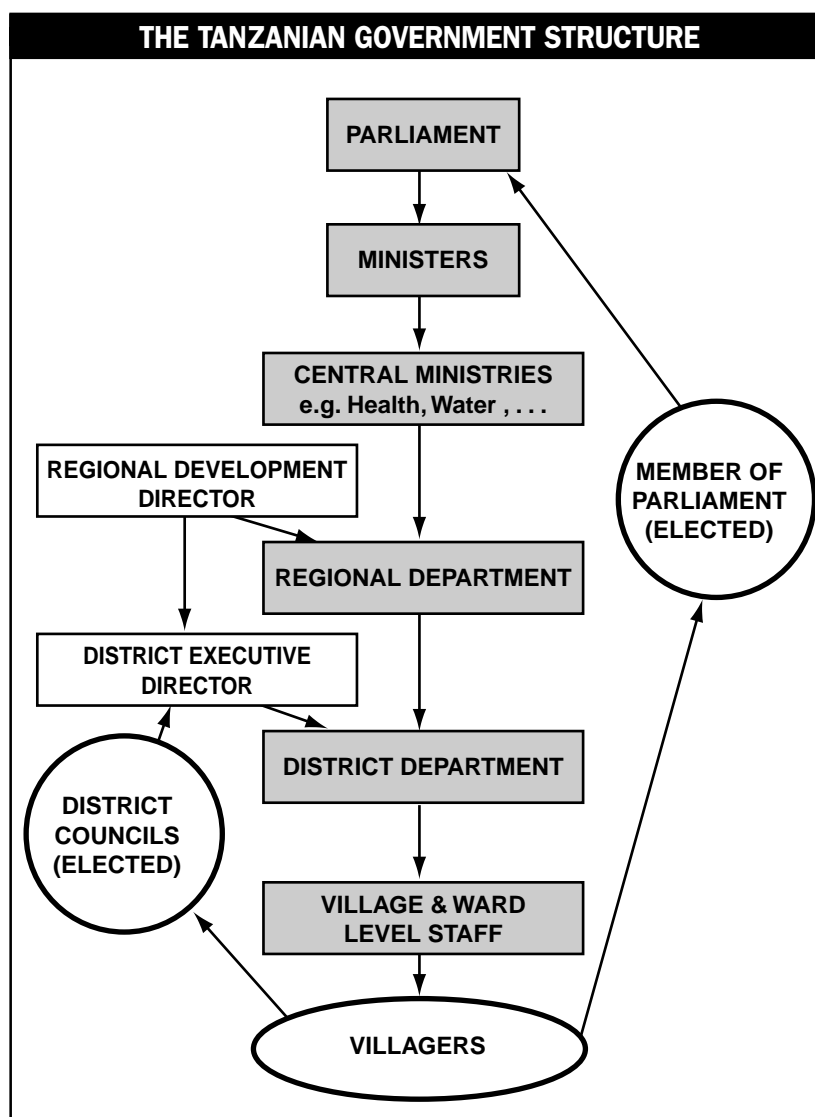 THE TANZANIAN GOVERNMENT STRUCTURE
PARLIAMENT
MINISTERS
CENTRAL MINISTRIES
e.g. Health, Water , . . .
REGIONAL DEVELOPMENT
DIRECTOR
MEMBER OF
PARLIAMENT
(ELECTED)
REGIONAL DEPARTMENT
DISTRICT EXECUTIVE
DIRECTOR
DISTRICT DEPARTMENT
DISTRICT
COUNCILS
(ELECTED)
VILLAGE & WARD
LEVEL STAFF
VILLAGERS